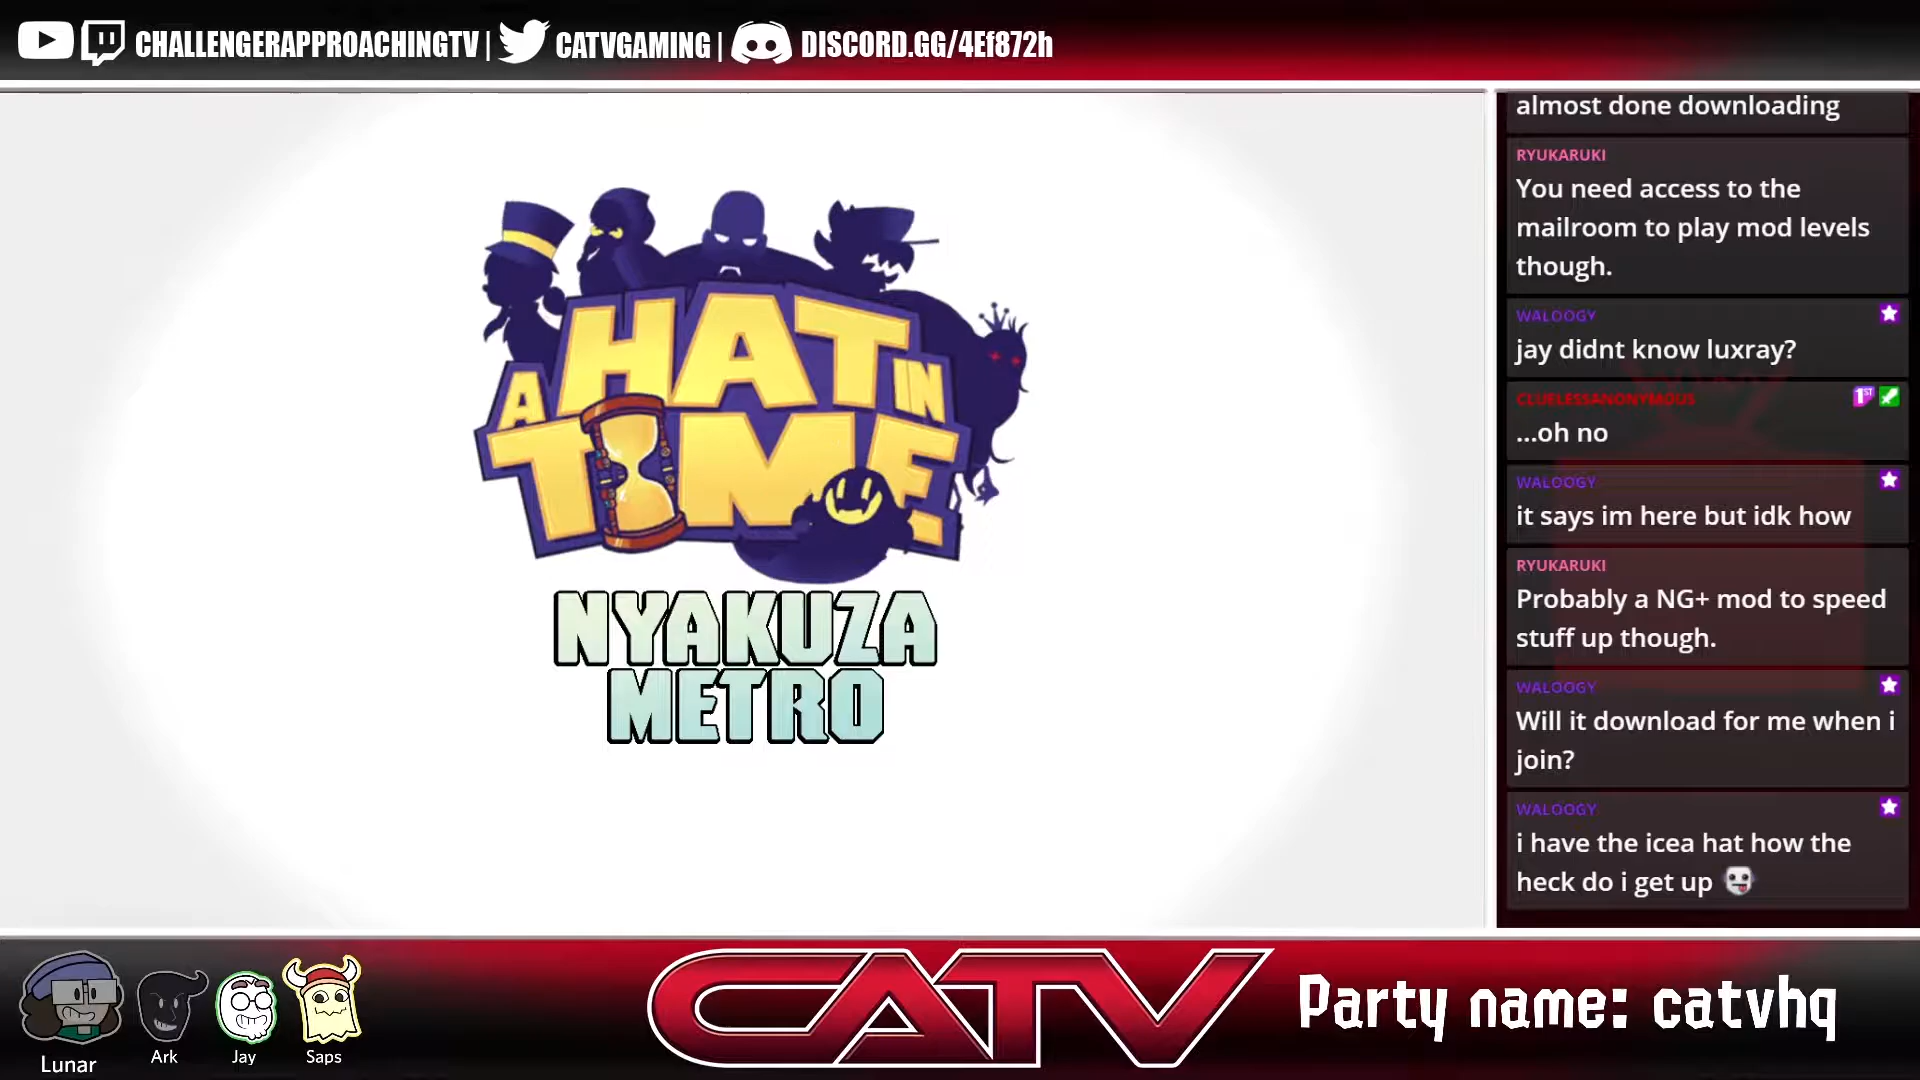 CHALLENGERAPPROACHINGTV | CATVGAMING | DISCORD.GG/4Ef872h
A HAT IN TIME
NYAKUZA
METRO
almost done downloading
RYUKARUKI
You need access to the
mailroom to play mod levels
though.
WALOOGY
jay didnt know luxray?
CLUELESSANONYMOUS
1ST
...oh no
WALOOGY
it says im here but idk how
RYUKARUKI
Probably a NG+ mod to speed
stuff up though.
WALOOGY
Will it download for me when i
join?
WALOOGY
i have the icea hat how the
heck do i get up
Lunar
Ark
Jay
Saps
CATV
Party name: catvhq